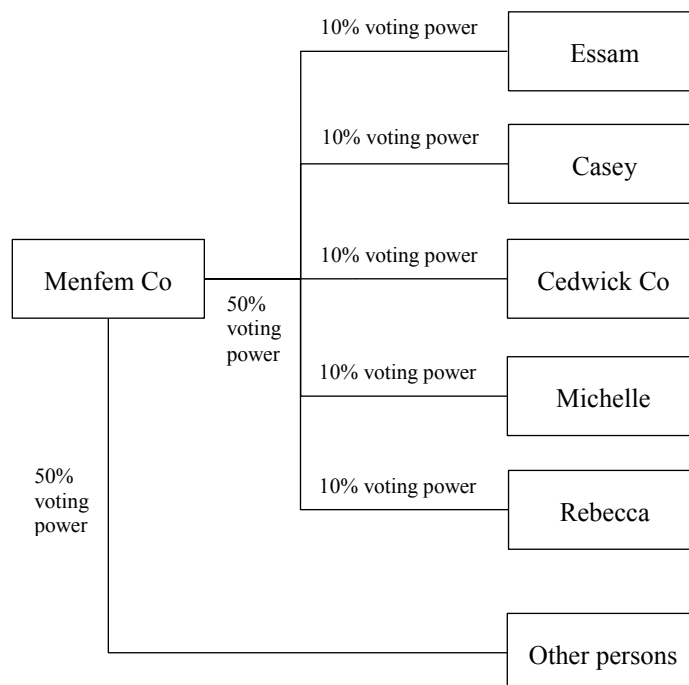 10% voting power
Essam
10% voting power
Casey
10% voting power
Menfem Co
Cedwick Co
50%
voting
power
10% voting power
Michelle
50%
voting
power
10% voting power
Rebecca
Other persons